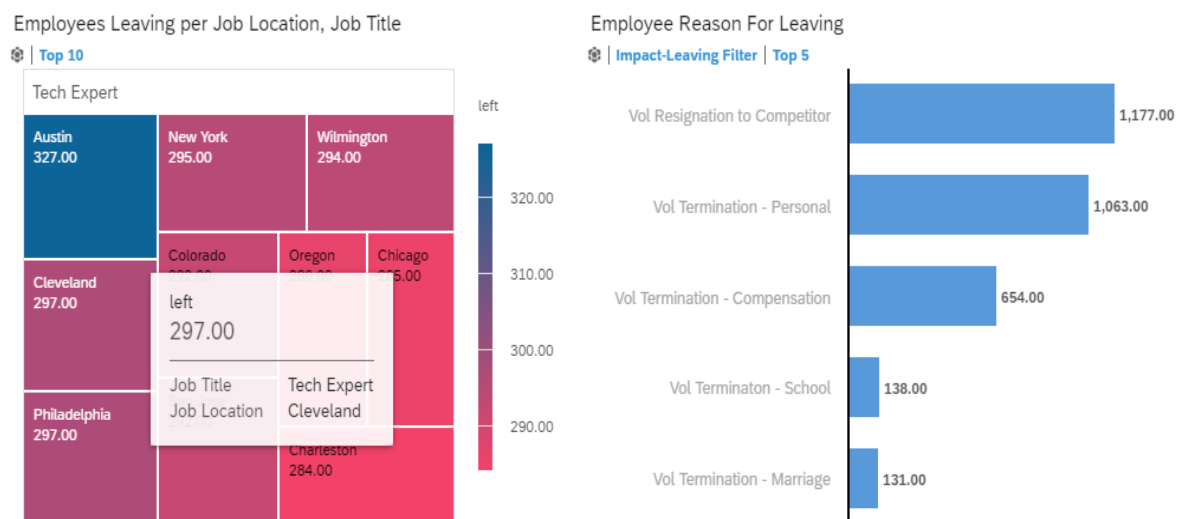 Employees Leaving per Job Location, Job Title
Top 10
Tech Expert
Austin
327.00
New York
295.00
Wilmington
294.00
Cleveland
297.00
Colorado
Oregon
Chicago
Philadelphia
297.00
Charleston
284.00
left
297.00
Job Title Tech Expert
Job Location Cleveland
left
320.00
310.00
300.00
290.00
Employee Reason For Leaving
Impact-Leaving Filter | Top 5
Vol Resignation to Competitor 1,177.00
Vol Termination - Personal 1,063.00
Vol Termination - Compensation 654.00
Vol Terminaton - School 138.00
Vol Termination - Marriage 131.00